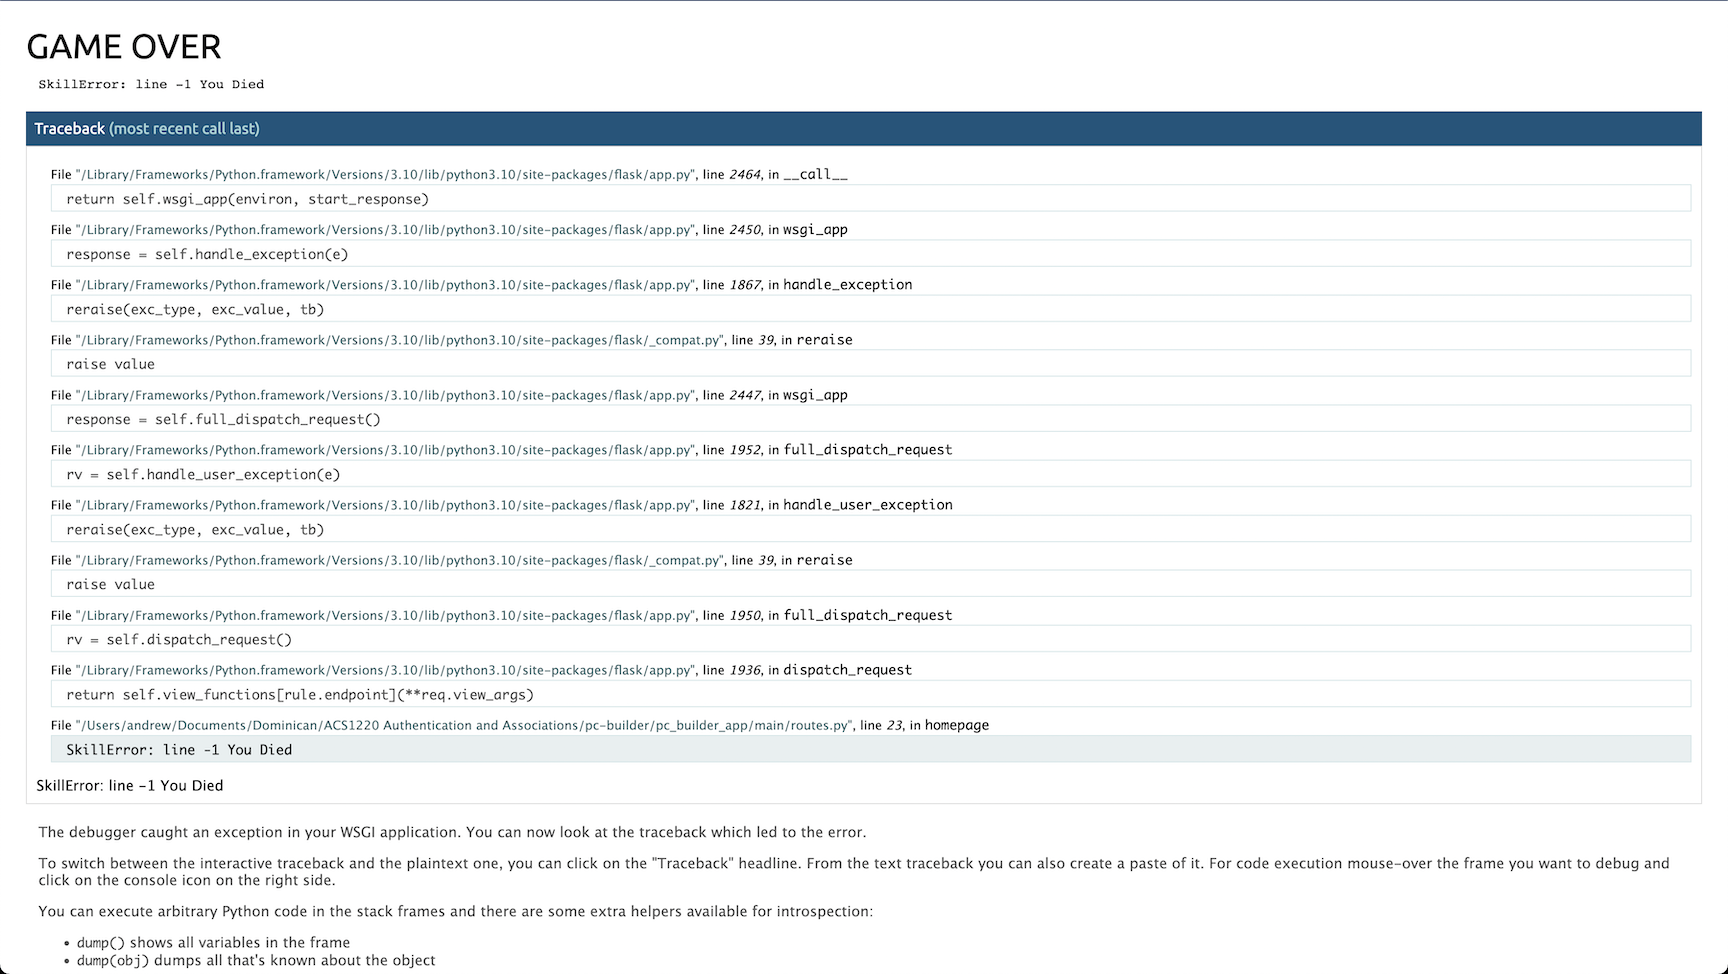 GAME OVER
SkillError: line -1 You Died
Traceback (most recent call last)
File "/Library/Frameworks/Python.framework/Versions/3.10/lib/python3.10/site-packages/flask/app.py", line 2464, in __call__
return self.wsgi_app(environ, start_response)
File "/Library/Frameworks/Python.framework/Versions/3.10/lib/python3.10/site-packages/flask/app.py", line 2450, in wsgi_app
response = self.handle_exception(e)
File "/Library/Frameworks/Python.framework/Versions/3.10/lib/python3.10/site-packages/flask/app.py", line 1867, in handle_exception
reraise(exc_type, exc_value, tb)
File "/Library/Frameworks/Python.framework/Versions/3.10/lib/python3.10/site-packages/flask/_compat.py", line 39, in reraise
raise value
File "/Library/Frameworks/Python.framework/Versions/3.10/lib/python3.10/site-packages/flask/app.py", line 2447, in wsgi_app
response = self.full_dispatch_request()
File "/Library/Frameworks/Python.framework/Versions/3.10/lib/python3.10/site-packages/flask/app.py", line 1952, in full_dispatch_request
rv = self.handle_user_exception(e)
File "/Library/Frameworks/Python.framework/Versions/3.10/lib/python3.10/site-packages/flask/app.py", line 1821, in handle_user_exception
reraise(exc_type, exc_value, tb)
File "/Library/Frameworks/Python.framework/Versions/3.10/lib/python3.10/site-packages/flask/_compat.py", line 39, in reraise
raise value
File "/Library/Frameworks/Python.framework/Versions/3.10/lib/python3.10/site-packages/flask/app.py", line 1950, in full_dispatch_request
rv = self.dispatch_request()
File "/Library/Frameworks/Python.framework/Versions/3.10/lib/python3.10/site-packages/flask/app.py", line 1936, in dispatch_request
return self.view_functions[rule.endpoint](**req.view_args)
File "/Users/andrew/Documents/Dominican/ACS1220 Authentication and Associations/pc-builder/pc_builder_app/main/routes.py", line 23, in homepage
SkillError: line -1 You Died
SkillError: line -1 You Died
The debugger caught an exception in your WSGI application. You can now look at the traceback which led to the error.
To switch between the interactive traceback and the plaintext one, you can click on the "Traceback" headline. From the text traceback you can also create a paste of it. For code execution mouse-over the frame you want to debug and
click on the console icon on the right side.
You can execute arbitrary Python code in the stack frames and there are some extra helpers available for introspection:
• dump() shows all variables in the frame
• dump(obj) dumps all that's known about the object